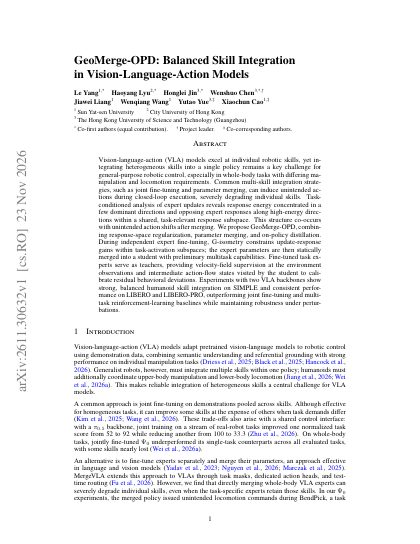 GeoMerge-OPD: Balanced Skill Integration
in Vision-Language-Action Models
Le Yang1,*  Haoyang Lyu2,*  Honglei Jin3,*  Wenshuo Chen3,*,†
Jiawei Liang1  Wenqiang Wang1  Yutao Yue3,‡  Xiaochun Cao1,‡
1 Sun Yat-sen University  2 City University of Hong Kong
3 The Hong Kong University of Science and Technology (Guangzhou)
* Co-first authors (equal contribution).  † Project leader  ‡ Co-corresponding authors.
ABSTRACT
Vision-language-action (VLA) models excel at individual robotic skills, yet in-
tegrating heterogeneous skills into a single policy remains a key challenge for
general-purpose robotic control, especially in whole-body tasks with differing ma-
nipulation and locomotion requirements. Common multi-skill integration strate-
gies, such as joint fine-tuning and parameter merging, can induce unintended ac-
tions during closed-loop execution, severely degrading individual skills. Task-
conditioned analysis of expert updates reveals response energy concentrated in a
few dominant directions and opposing expert responses along high-energy direc-
tions within a shared, task-relevant response subspace. This structure co-occurs
with unintended action shifts after merging. We propose GeoMerge-OPD, combin-
ing response-space regularization, parameter merging, and on-policy distillation.
During independent expert fine-tuning, G-isometry constrains update-response
gains within task-activation subspaces; the expert parameters are then statically
merged into a student with preliminary multitask capabilities. Fine-tuned task ex-
perts serve as teachers, providing velocity-field supervision at the environment
observations and intermediate action-flow states visited by the student to cali-
brate residual behavioral deviations. Experiments with two VLA backbones show
strong, balanced humanoid skill integration on SIMPLE and consistent perfor-
mance on LIBERO and LIBERO-PRO, outperforming joint fine-tuning and multi-
task reinforcement-learning baselines while maintaining robustness under pertur-
bations.
1 INTRODUCTION
Vision-language-action (VLA) models adapt pretrained vision-language models to robotic control
using demonstration data, combining semantic understanding and referential grounding with strong
performance on individual manipulation tasks (Driess et al., 2025; Black et al., 2025; Hancock et al.,
2026). Generalist robots, however, must integrate multiple skills within one policy; humanoids must
additionally coordinate upper-body manipulation and lower-body locomotion (Jiang et al., 2026; Wei
et al., 2026a). This makes reliable integration of heterogeneous skills a central challenge for VLA
models.
A common approach is joint fine-tuning on demonstrations pooled across skills. Although effective
for homogeneous tasks, it can improve some skills at the expense of others when task demands differ
(Kim et al., 2025; Wang et al., 2026). These trade-offs also arise with a shared control interface:
with a π0.5 backbone, joint training on a stream of real-robot tasks improved one normalized task
score from 52 to 92 while reducing another from 100 to 33.3 (Zhu et al., 2026). On whole-body
tasks, jointly fine-tuned Ψ0 underperformed its single-task counterparts across all evaluated tasks,
with some skills nearly lost (Wei et al., 2026a).
An alternative is to fine-tune experts separately and merge their parameters, an approach effective
in language and vision models (Yadav et al., 2023; Nguyen et al., 2026; Marczak et al., 2025).
MergeVLA extends this approach to VLAs through task masks, dedicated action heads, and test-
time routing (Fu et al., 2026). However, we find that directly merging whole-body VLA experts can
severely degrade individual skills, even when the task-specific experts retain those skills. In our Ψ0
experiments, the merged policy issued unintended locomotion commands during BendPick, a task
1
arXiv:2611.30632v1 [cs.RO] 23 Nov 2026